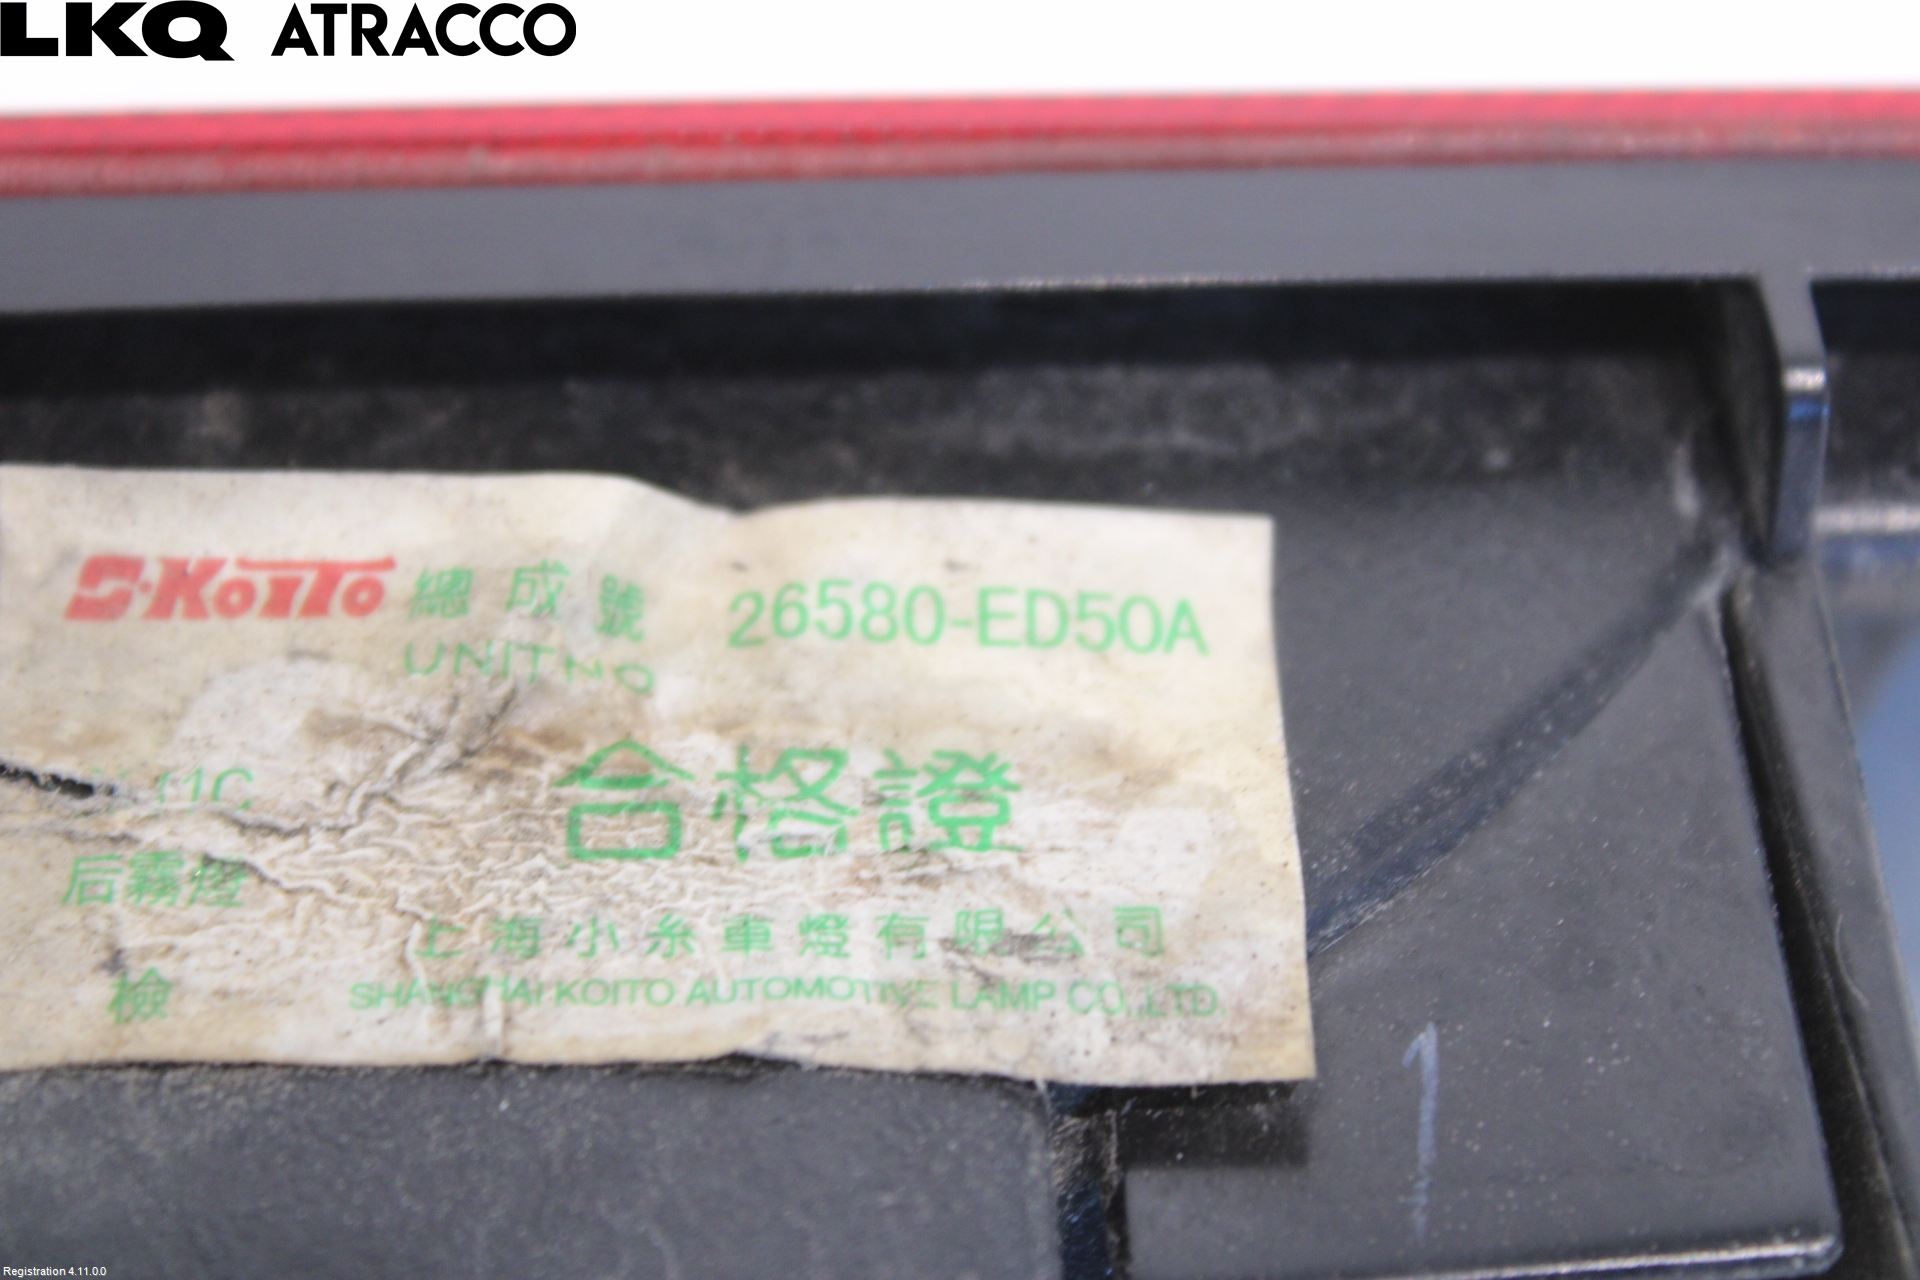 LKQ ATRACCO
S·KOITO 總成號 26580-ED50A
UNIT NO
11C 合格證
后霧燈
上海小糸車燈有限公司
檢 SHANGHAI KOITO AUTOMOTIVE LAMP CO.,LTD.
1
Registration 4.11.0.0